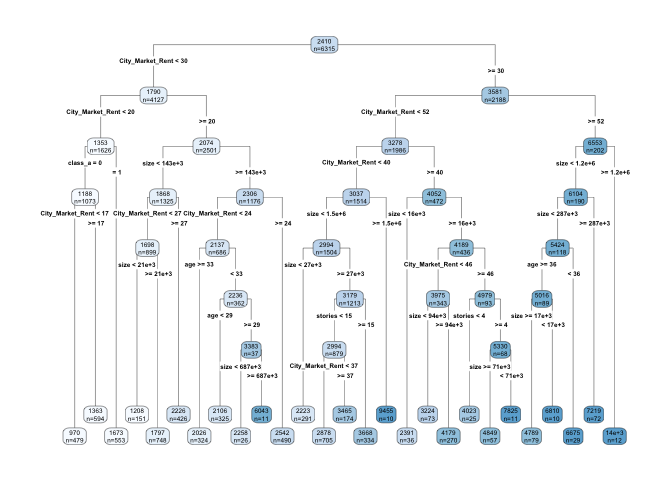 2410
n=6315
City_Market_Rent < 30
>= 30
1790
n=4127
3581
n=2188
City_Market_Rent < 20
>= 20
City_Market_Rent < 52
>= 52
1353
n=1626
2074
n=2501
3278
n=1986
6553
n=202
class_a = 0
= 1
size < 143e+3
>= 143e+3
City_Market_Rent < 40
>= 40
size < 1.2e+6
>= 1.2e+6
1188
n=1073
1868
n=1325
2306
n=1176
3037
n=1514
4052
n=472
6104
n=190
City_Market_Rent < 17
>= 17
City_Market_Rent < 27
>= 27
City_Market_Rent < 24
>= 24
size < 1.5e+6
>= 1.5e+6
size < 16e+3
>= 16e+3
size < 287e+3
>= 287e+3
1698
n=899
2137
n=686
2994
n=1504
4189
n=436
5424
n=118
size < 21e+3
>= 21e+3
age >= 33
< 33
size < 27e+3
>= 27e+3
City_Market_Rent < 46
>= 46
age >= 36
< 36
2236
n=362
3179
n=1213
3975
n=343
4979
n=93
5016
n=89
age < 29
>= 29
stories < 15
>= 15
size < 94e+3
>= 94e+3
stories < 4
>= 4
size >= 17e+3
< 17e+3
3383
n=37
2994
n=879
5330
n=68
size < 687e+3
>= 687e+3
City_Market_Rent < 37
>= 37
size >= 71e+3
< 71e+3
1363
n=594
1208
n=151
2226
n=426
2106
n=325
6043
n=11
2223
n=291
3465
n=174
9455
n=10
3224
n=73
4023
n=25
7825
n=11
6810
n=10
7219
n=72
970
n=479
1673
n=553
1797
n=748
2026
n=324
2258
n=26
2542
n=490
2878
n=705
3668
n=334
2391
n=36
4179
n=270
4849
n=57
4789
n=79
6675
n=29
14e+3
n=12